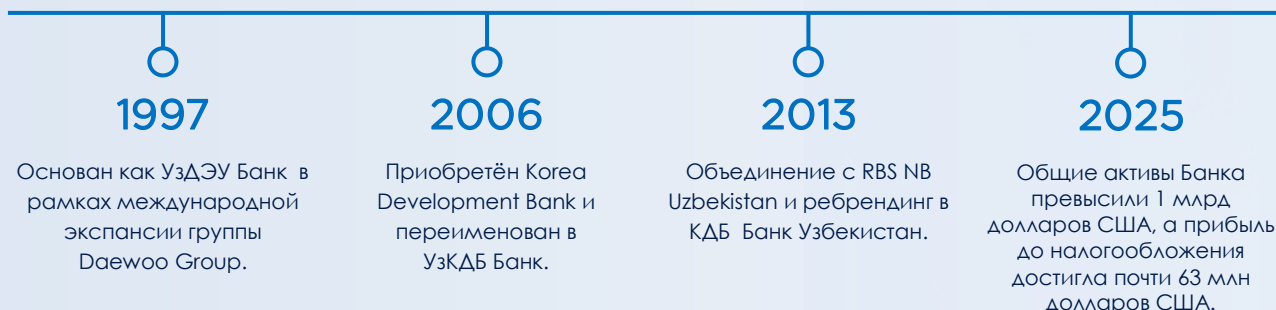 1997
Основан как УзДЭУ Банк в
рамках международной
экспансии группы
Daewoo Group.
2006
Приобретён Korea
Development Bank и
переименован в
УзКДБ Банк.
2013
Объединение с RBS NB
Uzbekistan и ребрендинг в
КДБ Банк Узбекистан.
2025
Общие активы Банка
превысили 1 млрд
долларов США, а прибыль
до налогообложения
достигла почти 63 млн
долларов США.